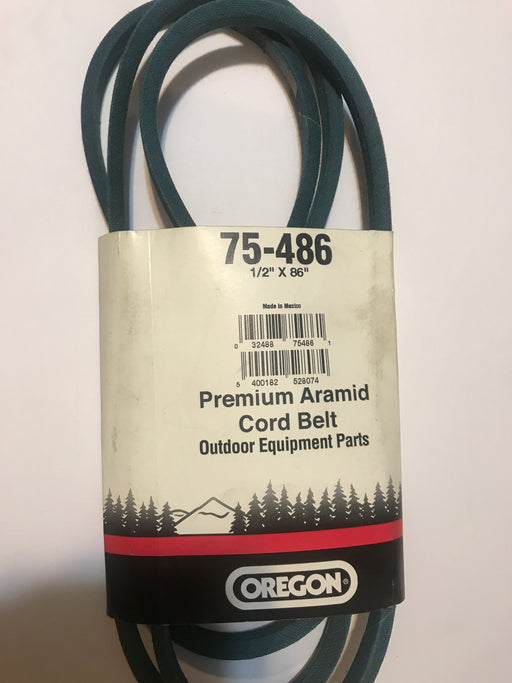 75-486
1/2" X 86"
Made in Mexico
0 32488 75486 1
5 400182 528074
Premium Aramid
Cord Belt
Outdoor Equipment Parts
OREGON®